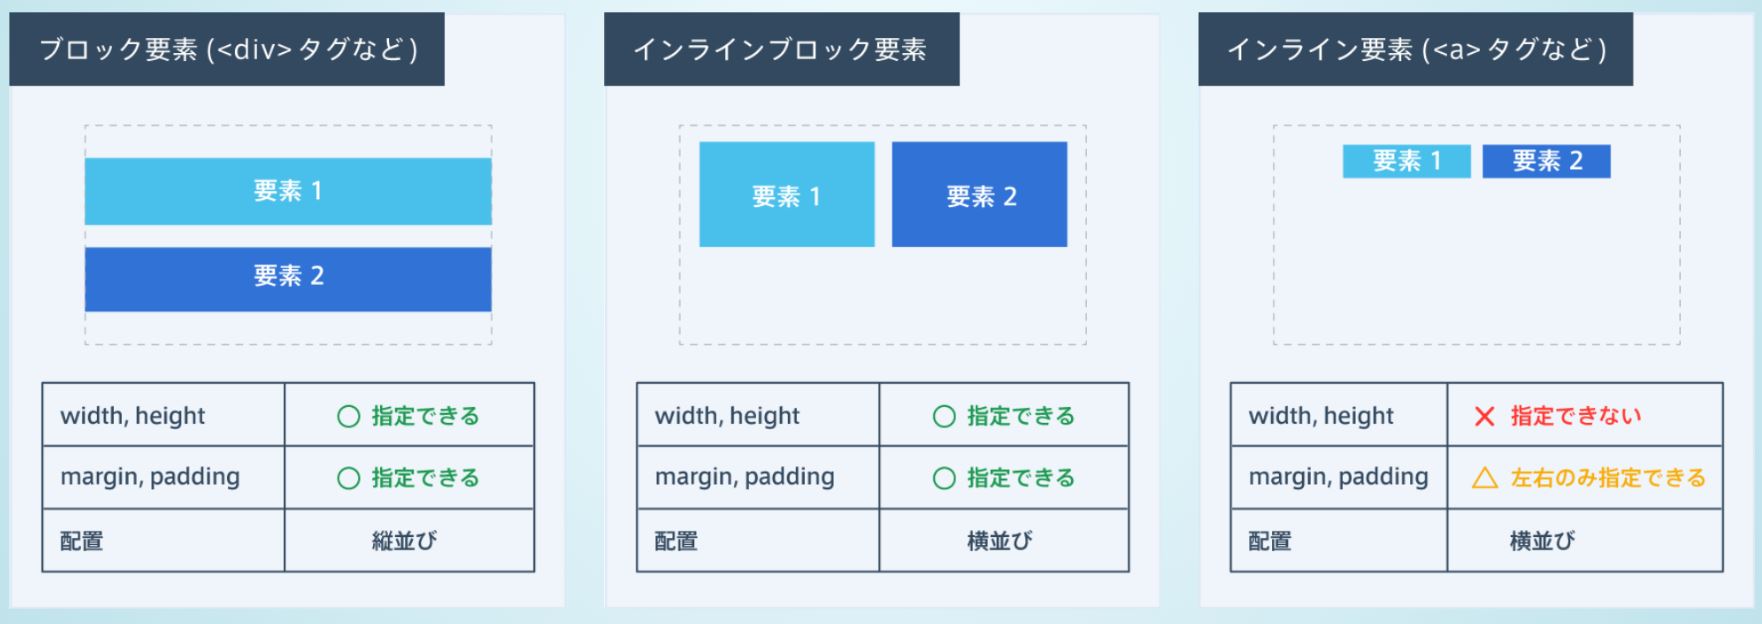 ブロック要素 (<div> タグなど)
要素 1
要素 2
width, height ○ 指定できる
margin, padding ○ 指定できる
配置 縦並び
インラインブロック要素
要素 1 要素 2
width, height ○ 指定できる
margin, padding ○ 指定できる
配置 横並び
インライン要素 (<a> タグなど)
要素 1 要素 2
width, height × 指定できない
margin, padding △ 左右のみ指定できる
配置 横並び